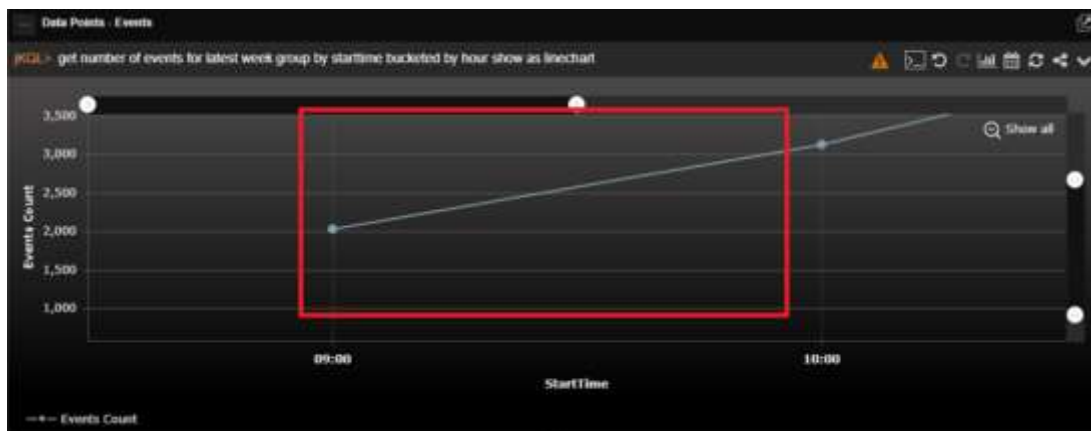 Data Points - Events
jKQL> get number of events for latest week group by starttime bucketed by hour show as linechart
3,500
Show all
3,000
2,500
2,000
1,500
1,000
Events Count
09:00
10:00
StartTime
Events Count